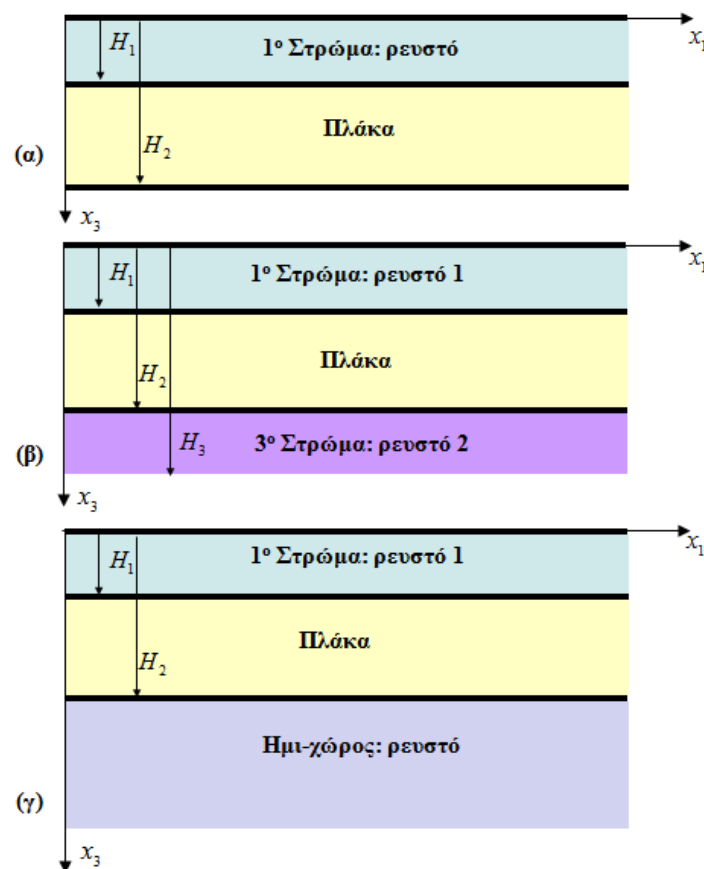 H₁
1ο Στρώμα: ρευστό
x₁
Πλάκα
(α)
H₂
x₃
H₁
1ο Στρώμα: ρευστό 1
x₁
Πλάκα
H₂
(β)
H₃
3ο Στρώμα: ρευστό 2
x₃
H₁
1ο Στρώμα: ρευστό 1
x₁
Πλάκα
H₂
Ημι-χώρος: ρευστό
(γ)
x₃